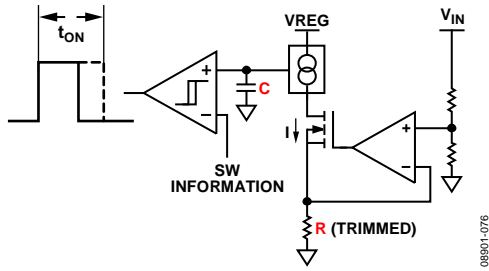 tON
VREG
VIN
+
C
−
SW
INFORMATION
I
+
−
R (TRIMMED)
08901-076